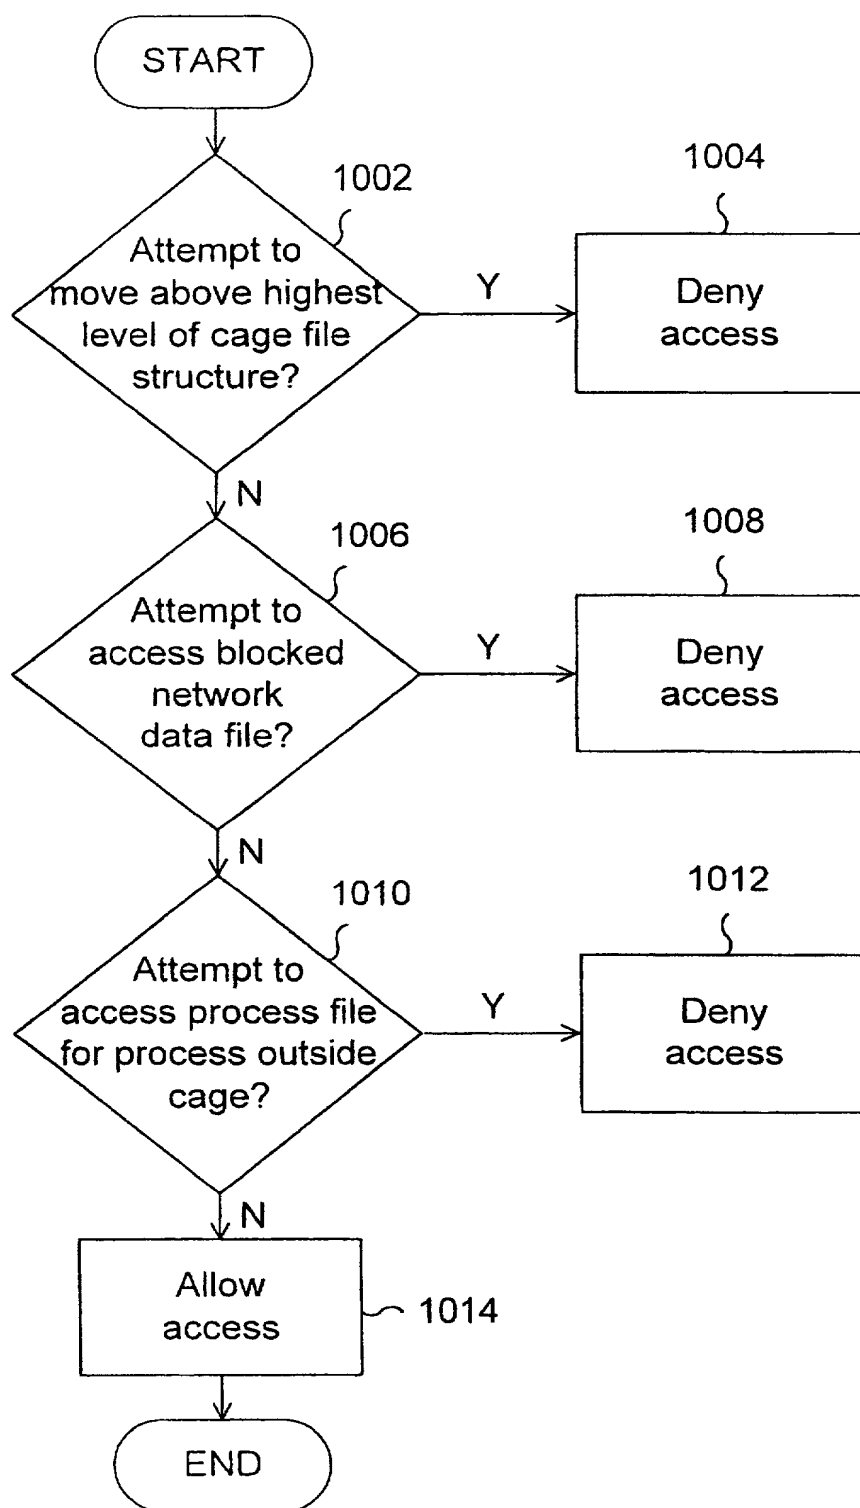 START
1002
Attempt to
move above highest
level of cage file
structure?
Y
1004
Deny
access
N
1006
Attempt to
access blocked
network
data file?
Y
1008
Deny
access
N
1010
Attempt to
access process file
for process outside
cage?
Y
1012
Deny
access
N
Allow
access
1014
END